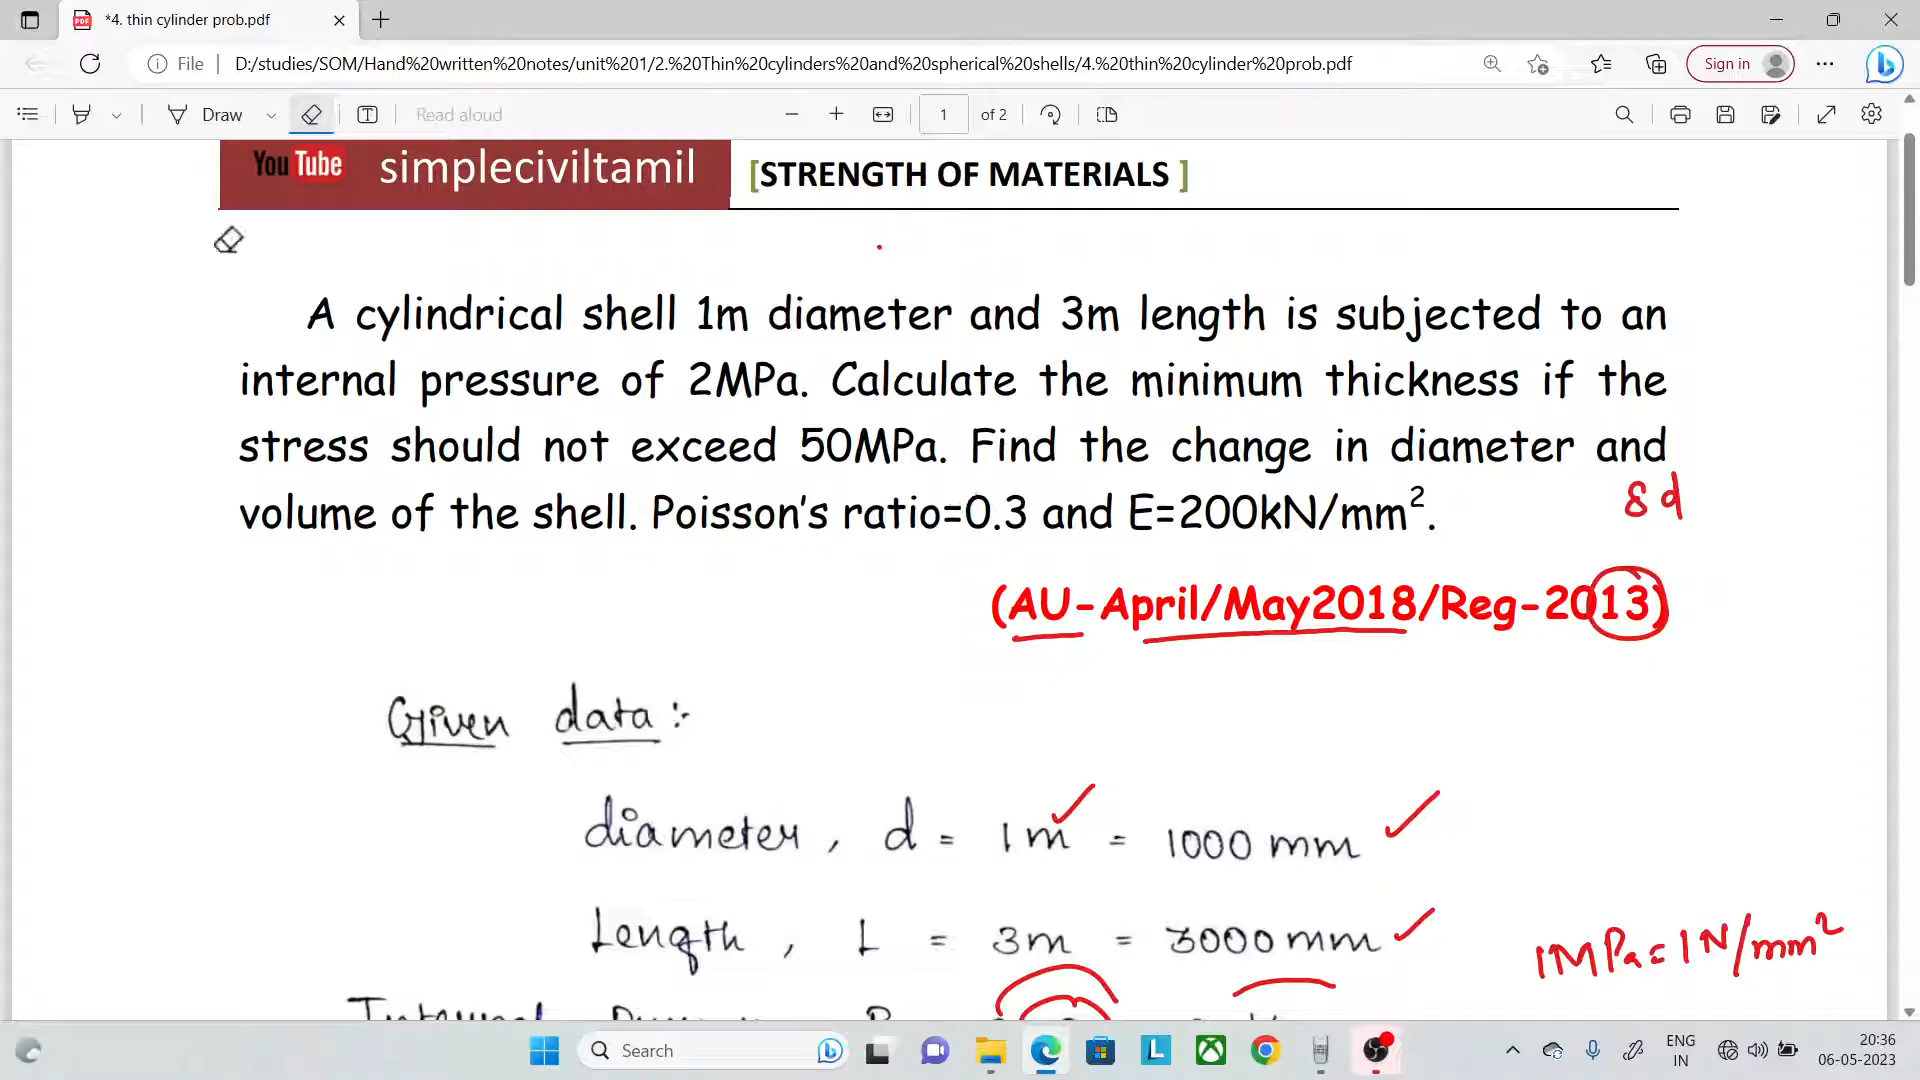 *4. thin cylinder prob.pdf
File
D:/studies/SOM/Hand%20written%20notes/unit%201/2.%20Thin%20cylinders%20and%20spherical%20shells/4.%20thin%20cylinder%20prob.pdf
Sign in
Draw
Read aloud
1
of 2
YouTube simpleciviltamil
[STRENGTH OF MATERIALS ]
A cylindrical shell 1m diameter and 3m length is subjected to an
internal pressure of 2MPa. Calculate the minimum thickness if the
stress should not exceed 50MPa. Find the change in diameter and
volume of the shell. Poisson's ratio=0.3 and E=200kN/mm².
δd
(AU-April/May2018/Reg-2013)
Given data :-
diameter, d = 1m = 1000 mm
Length, L = 3m = 3000 mm
1MPa = 1N/mm²
Internal
Search
ENG
IN
20:36
06-05-2023